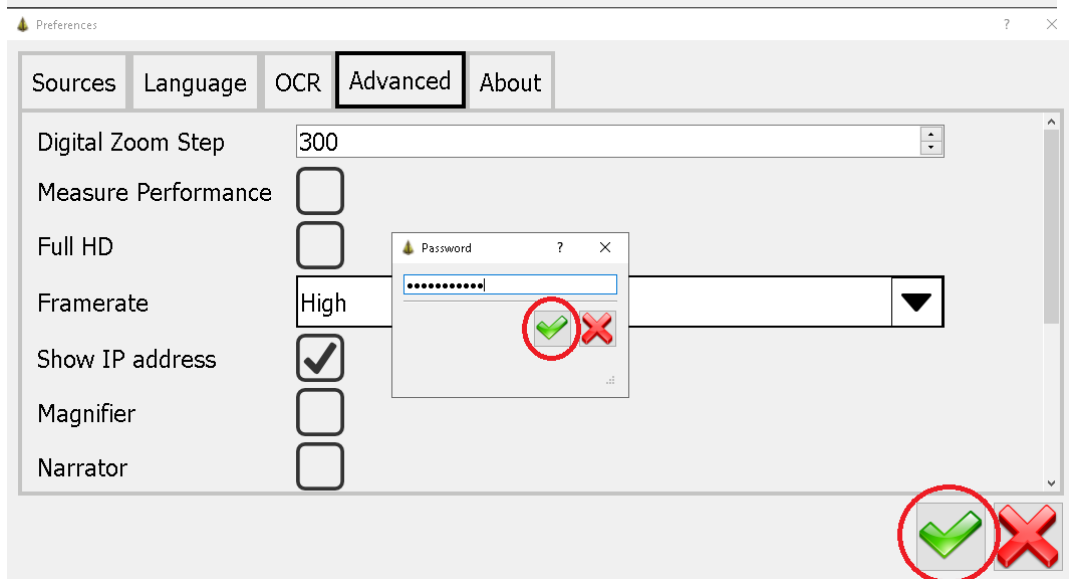 Preferences
Sources Language OCR Advanced About
Digital Zoom Step 300
Measure Performance
Full HD
Password
•••••••••••
Framerate High
Show IP address
Magnifier
Narrator